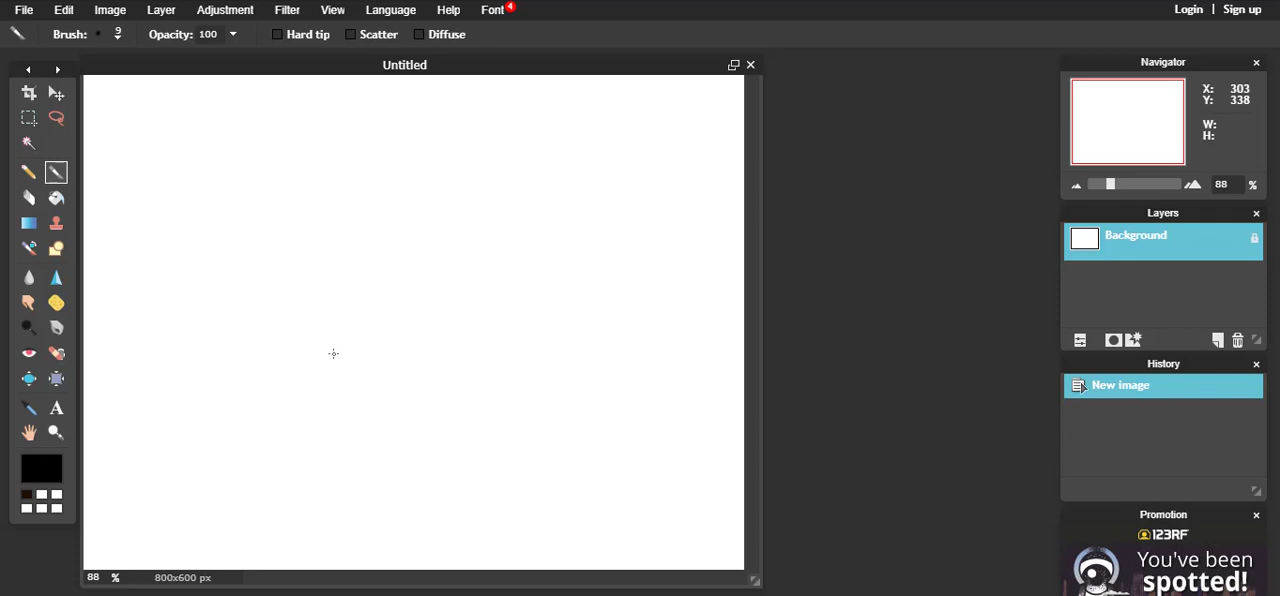 File Edit Image Layer Adjustment Filter View Language Help Font 4 Login | Sign up
Brush: 9 Opacity: 100 Hard tip Scatter Diffuse
Untitled
Navigator
X: 303
Y: 338
W:
H:
88 %
Layers
Background
History
New image
Promotion
123RF
You've been
spotted!
A
88 % 800x600 px